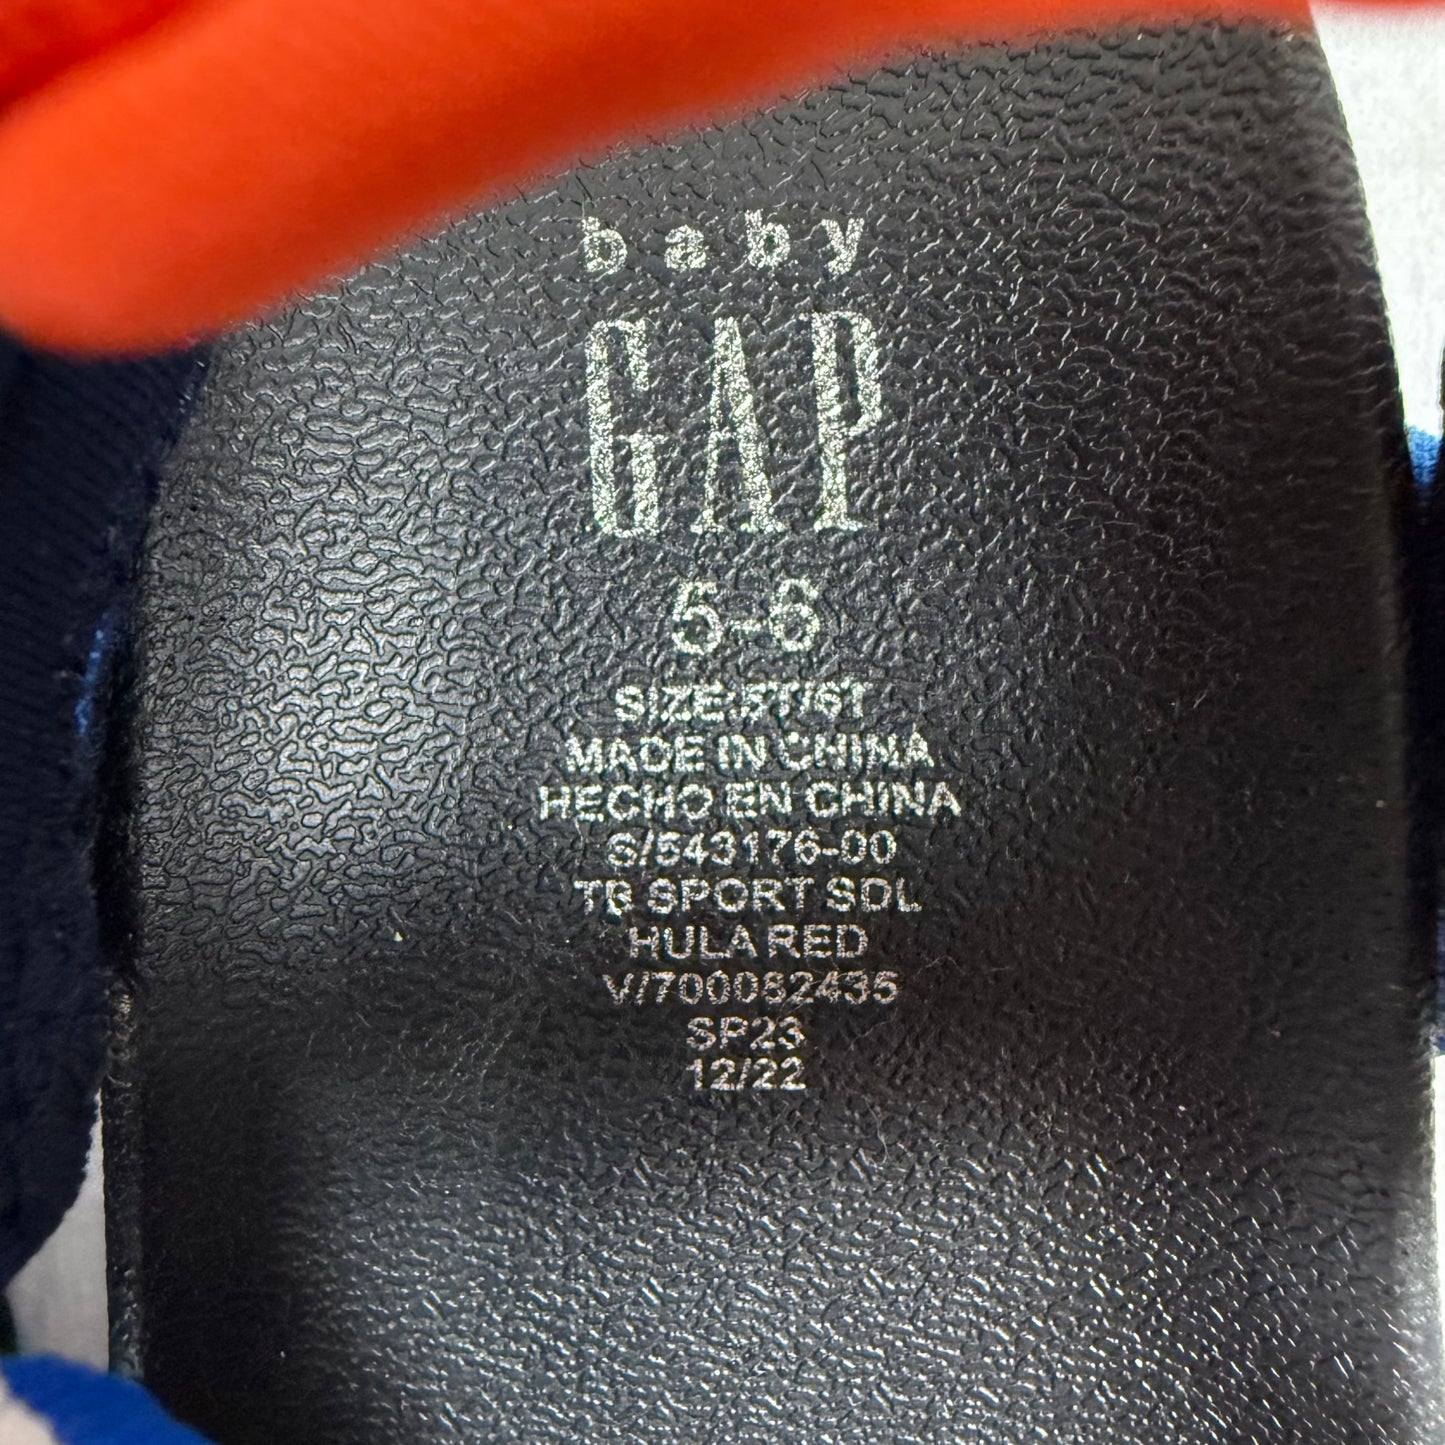 baby
GAP
5-6
SIZE:5T/6T
MADE IN CHINA
HECHO EN CHINA
S/543176-00
TB SPORT SDL
HULA RED
V/700082435
SP23
12/22